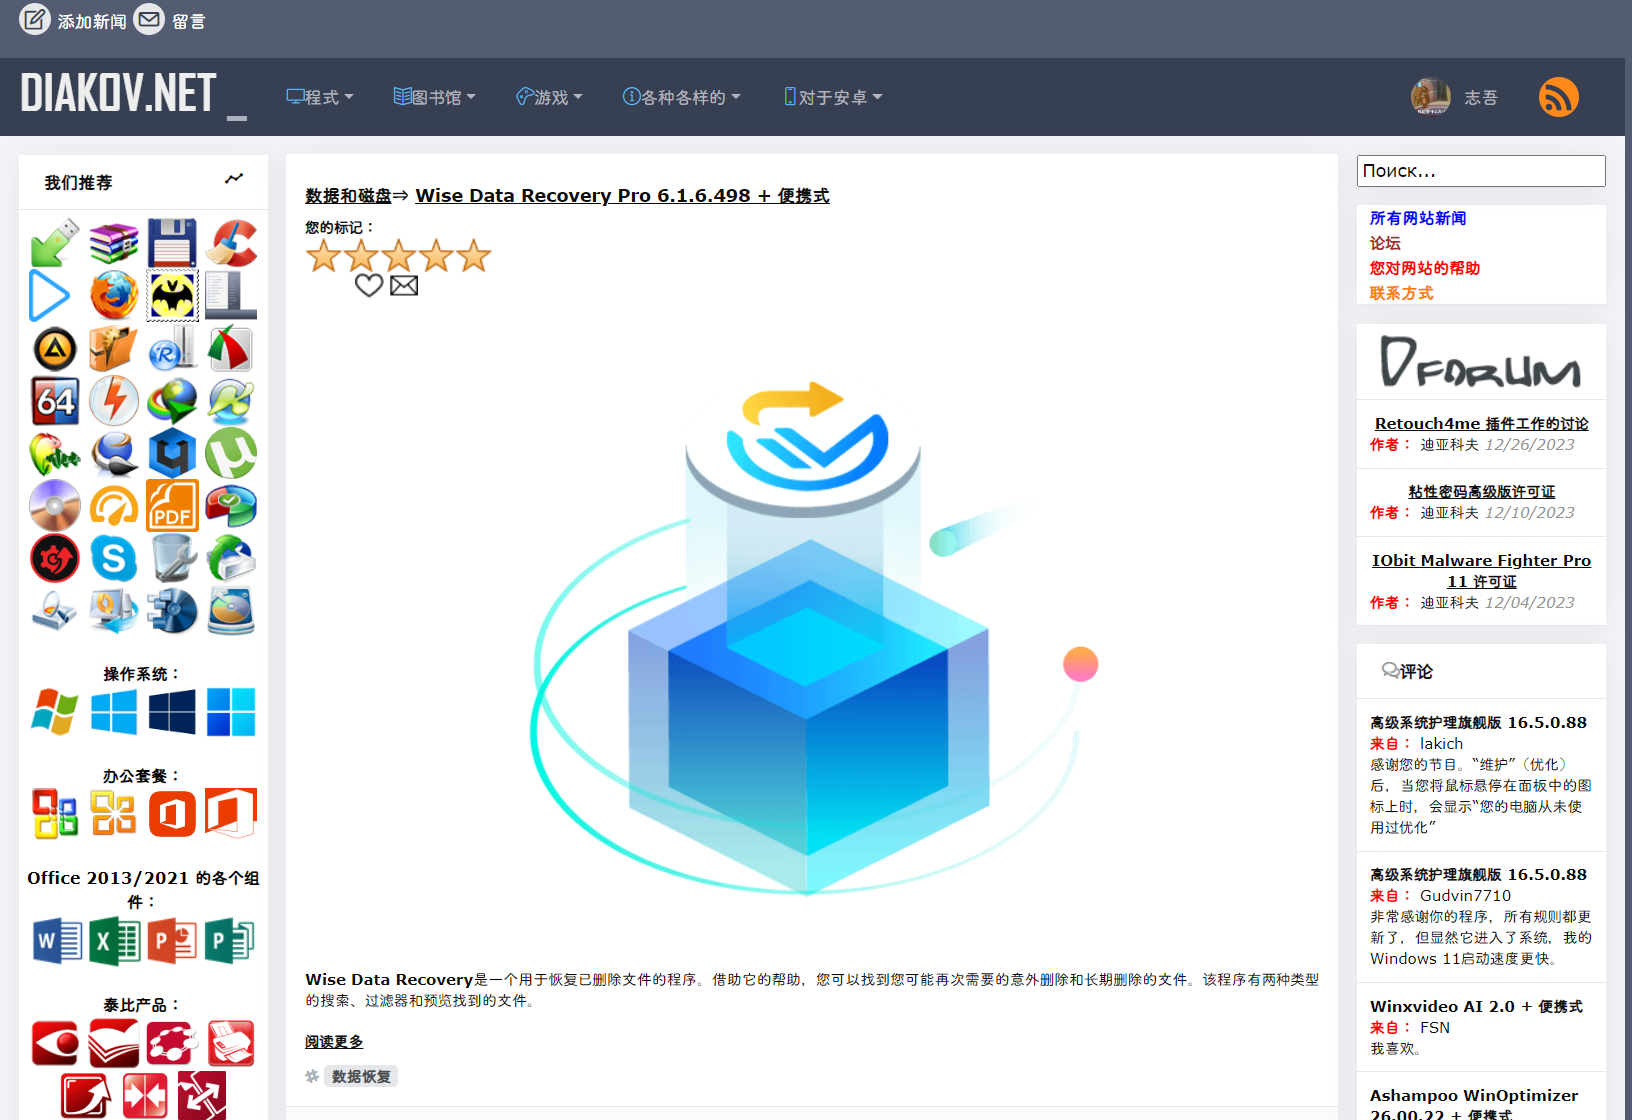 添加新闻 留言
DIAKOV.NET _
程式 图书馆 游戏 各种各样的 对于安卓
志吾
我们推荐
64
PDF
操作系统：
办公套餐：
Office 2013/2021 的各个组
件：
W X P P
泰比产品：
数据和磁盘⇒ Wise Data Recovery Pro 6.1.6.498 + 便携式
您的标记：
Wise Data Recovery是一个用于恢复已删除文件的程序。借助它的帮助，您可以找到您可能再次需要的意外删除和长期删除的文件。该程序有两种类型
的搜索、过滤器和预览找到的文件。
阅读更多
数据恢复
Поиск...
所有网站新闻
论坛
您对网站的帮助
联系方式
DFORUM
Retouch4me 插件工作的讨论
作者： 迪亚科夫 12/26/2023
粘性密码高级版许可证
作者： 迪亚科夫 12/10/2023
IObit Malware Fighter Pro
11 许可证
作者： 迪亚科夫 12/04/2023
评论
高级系统护理旗舰版 16.5.0.88
来自： lakich
感谢您的节目。“维护”（优化）
后，当您将鼠标悬停在面板中的图
标上时，会显示“您的电脑从未使
用过优化”
高级系统护理旗舰版 16.5.0.88
来自： Gudvin7710
非常感谢你的程序，所有规则都更
新了，但显然它进入了系统，我的
Windows 11启动速度更快。
Winxvideo AI 2.0 + 便携式
来自： FSN
我喜欢。
Ashampoo WinOptimizer
26.00.22 + 便携式